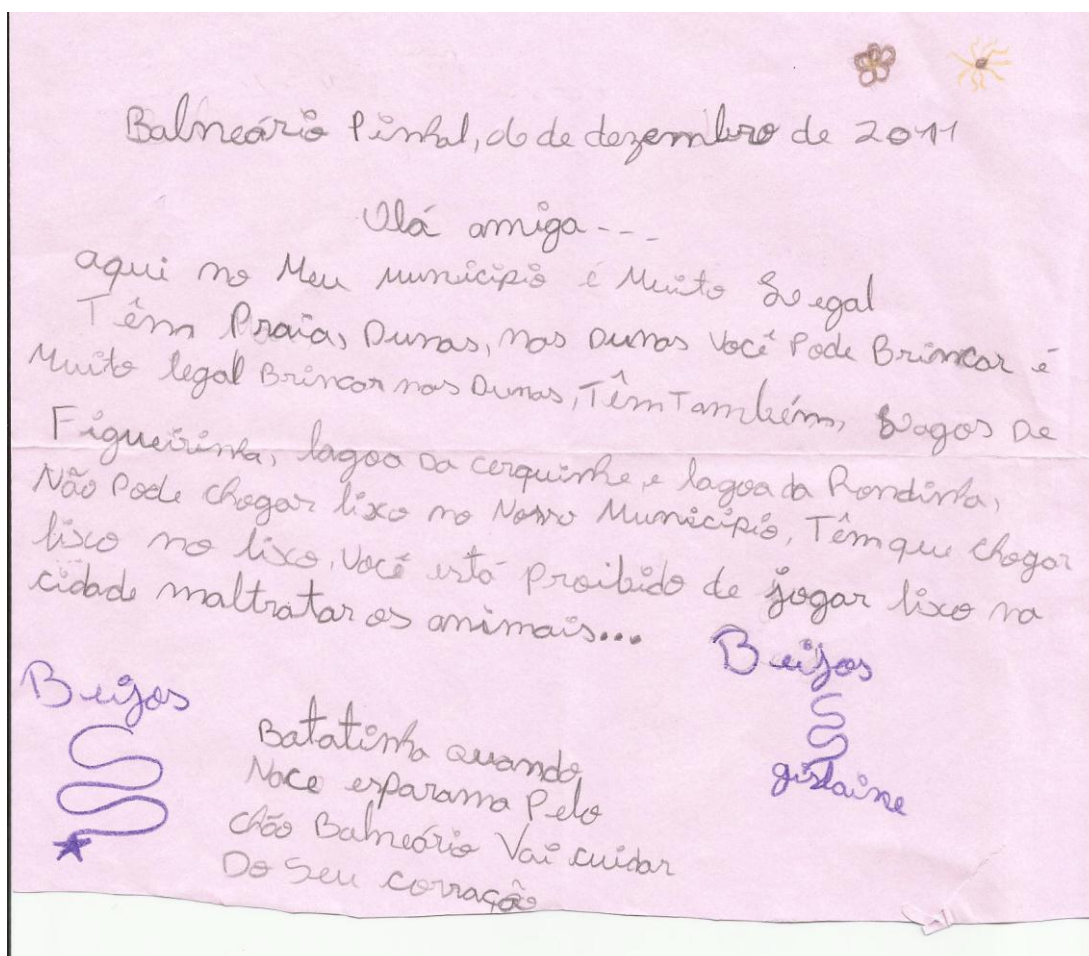 Balneário Pinhal, 06 de dezembro de 2011
Olá amiga---
aqui no Meu município é Muito Legal
Têm Praia, Dunas, nas Dunas Você Pode Brincar é
Muito legal Brincar nas Dunas, Têm Também, Lagos De
Figueirinha, lagoa Da cerquinha, e lagoa da Rondinha,
Não Pode chogar lixo no Nosso Município, Têm que chogar
lixo no lixo, Você está Proibido de jogar lixo na
cidade maltratar os animais...
Beijos
gislaine
Beijos
Batatinha quando
Nace esparama Pelo
chão Balneário Vai cuidar
Do Seu corração